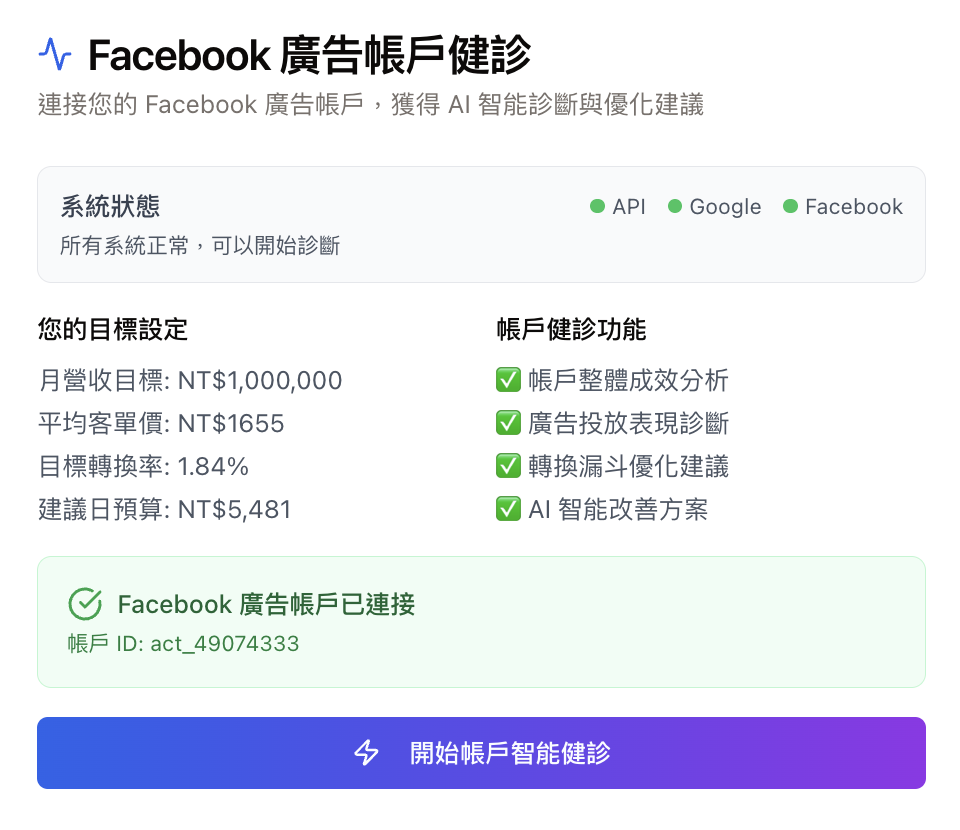 Facebook 廣告帳戶健診
連接您的 Facebook 廣告帳戶，獲得 AI 智能診斷與優化建議
系統狀態
API
Google
Facebook
所有系統正常，可以開始診斷
您的目標設定
月營收目標: NT$1,000,000
平均客單價: NT$1655
目標轉換率: 1.84%
建議日預算: NT$5,481
帳戶健診功能
✅ 帳戶整體成效分析
✅ 廣告投放表現診斷
✅ 轉換漏斗優化建議
✅ AI 智能改善方案
Facebook 廣告帳戶已連接
帳戶 ID: act_49074333
開始帳戶智能健診